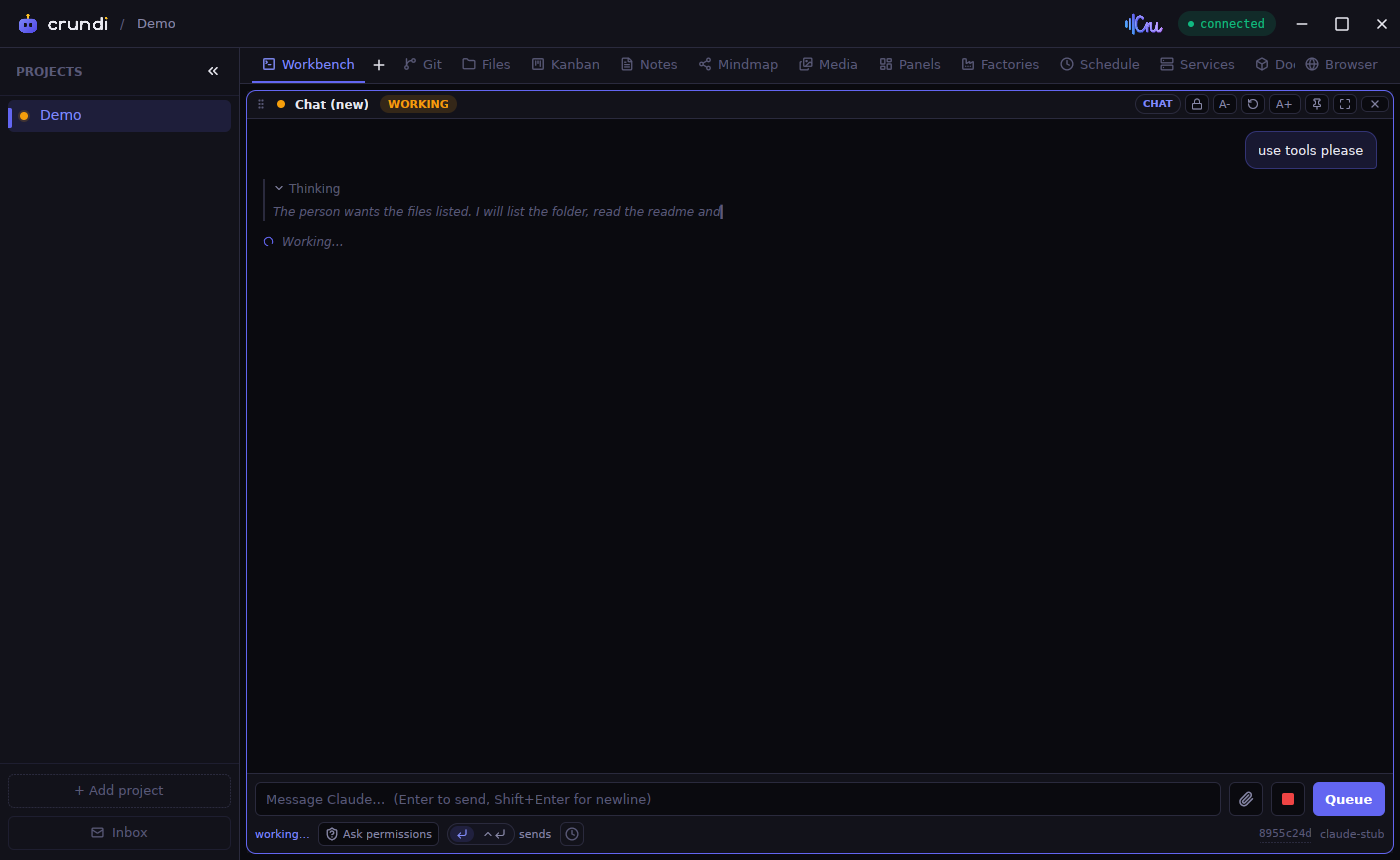 crundi / Demo
Cru
connected
PROJECTS
Workbench
Git
Files
Kanban
Notes
Mindmap
Media
Panels
Factories
Schedule
Services
Browser
Demo
Chat (new) WORKING
CHAT
A-
A+
use tools please
Thinking
The person wants the files listed. I will list the folder, read the readme and
Working...
+ Add project
Inbox
Message Claude... (Enter to send, Shift+Enter for newline)
Queue
working...
Ask permissions
sends
8955c24d
claude-stub